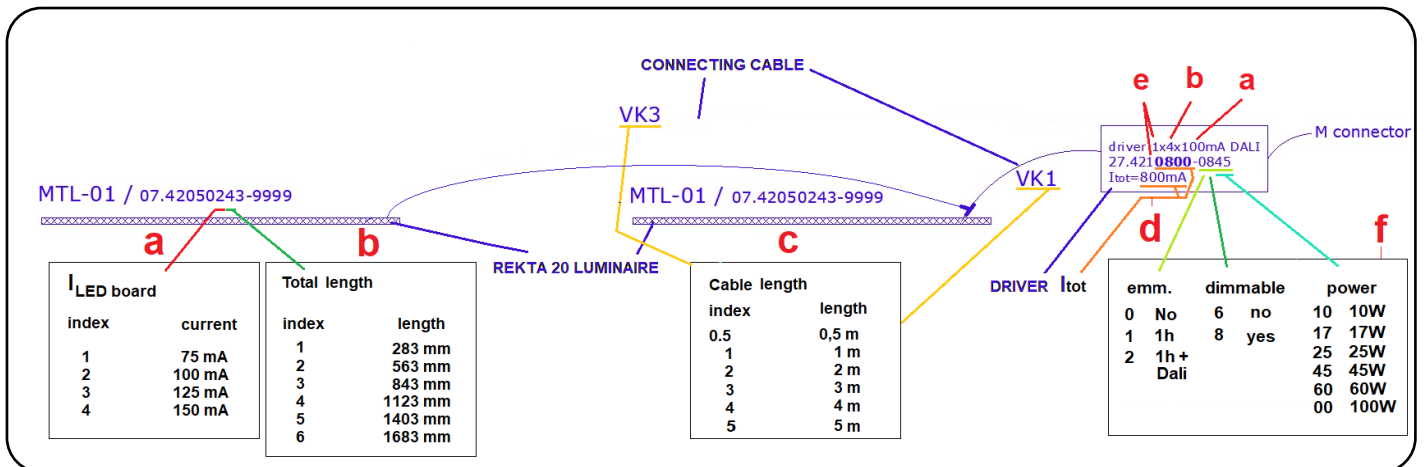 CONNECTING CABLE
e b a
VK3
M connector
driver 1x4x100mA DALI
27.4210800-0845
Itot=800mA
VK1
MTL-01 / 07.42050243-9999
MTL-01 / 07.42050243-9999
a b c d f
REKTA 20 LUMINAIRE
DRIVER Itot
I LED board
index current
1 75 mA
2 100 mA
3 125 mA
4 150 mA
Total length
index length
1 283 mm
2 563 mm
3 843 mm
4 1123 mm
5 1403 mm
6 1683 mm
Cable length
index length
0.5 0,5 m
1 1 m
2 2 m
3 3 m
4 4 m
5 5 m
emm. dimmable power
0 No 6 no 10 10W
1 1h 8 yes 17 17W
2 1h + 25 25W
Dali 45 45W
60 60W
00 100W